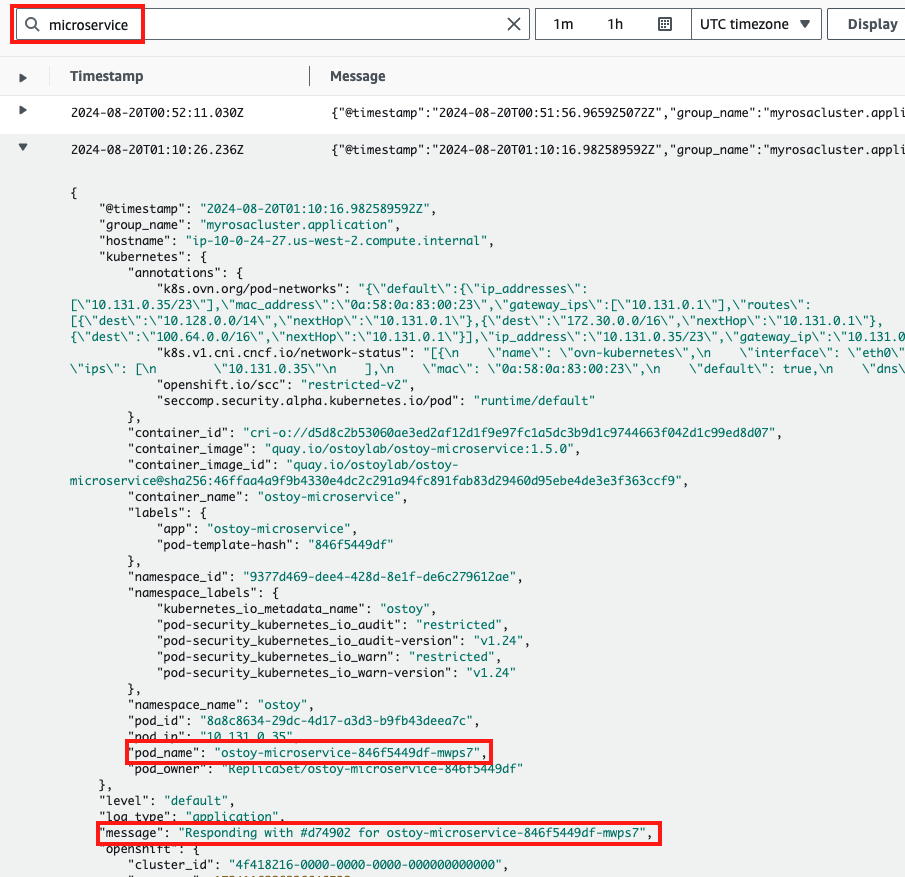 microservice
1m 1h UTC timezone Display
Timestamp Message
2024-08-20T00:52:11.030Z {"@timestamp":"2024-08-20T00:51:56.965925072Z","group_name":"myrosacluster.appli
2024-08-20T01:10:26.236Z {"@timestamp":"2024-08-20T01:10:16.982589592Z","group_name":"myrosacluster.appli
{
"@timestamp": "2024-08-20T01:10:16.982589592Z",
"group_name": "myrosacluster.application",
"hostname": "ip-10-0-24-27.us-west-2.compute.internal",
"kubernetes": {
"annotations": {
"k8s.ovn.org/pod-networks": "{\"default\":{\"ip_addresses\":
[\"10.131.0.35/23\"],\"mac_address\":\"0a:58:0a:83:00:23\",\"gateway_ips\":[\"10.131.0.1\"],\"routes\":
[{\"dest\":\"10.128.0.0/14\",\"nextHop\":\"10.131.0.1\"},{\"dest\":\"172.30.0.0/16\",\"nextHop\":\"10.131.0.1\"},
{\"dest\":\"100.64.0.0/16\",\"nextHop\":\"10.131.0.1\"}],\"ip_address\":\"10.131.0.35/23\",\"gateway_ip\":\"10.131.0
"k8s.v1.cni.cncf.io/network-status": "[{\n \"name\": \"ovn-kubernetes\",\n \"interface\": \"eth0\"
\"ips\": [\n \"10.131.0.35\"\n ],\n \"mac\": \"0a:58:0a:83:00:23\",\n \"default\": true,\n \"dns\
"openshift.io/scc": "restricted-v2",
"seccomp.security.alpha.kubernetes.io/pod": "runtime/default"
},
"container_id": "cri-o://d5d8c2b53060ae3ed2af12d1f9e97fc1a5dc3b9d1c9744663f042d1c99ed8d07",
"container_image": "quay.io/ostoylab/ostoy-microservice:1.5.0",
"container_image_id": "quay.io/ostoylab/ostoy-
microservice@sha256:46ffaa4a9f9b4330e4dc2c291a94fc891fab83d29460d95ebe4de3e3f363ccf9",
"container_name": "ostoy-microservice",
"labels": {
"app": "ostoy-microservice",
"pod-template-hash": "846f5449df"
},
"namespace_id": "9377d469-dee4-428d-8e1f-de6c279612ae",
"namespace_labels": {
"kubernetes_io_metadata_name": "ostoy",
"pod-security_kubernetes_io_audit": "restricted",
"pod-security_kubernetes_io_audit-version": "v1.24",
"pod-security_kubernetes_io_warn": "restricted",
"pod-security_kubernetes_io_warn-version": "v1.24"
},
"namespace_name": "ostoy",
"pod_id": "8a8c8634-29dc-4d17-a3d3-b9fb43deea7c",
"pod_ip": "10.131.0.35",
"pod_name": "ostoy-microservice-846f5449df-mwps7",
"pod_owner": "ReplicaSet/ostoy-microservice-846f5449df"
},
"level": "default",
"log_type": "application",
"message": "Responding with #d74902 for ostoy-microservice-846f5449df-mwps7",
"openshift": {
"cluster_id": "4f418216-0000-0000-0000-000000000000",